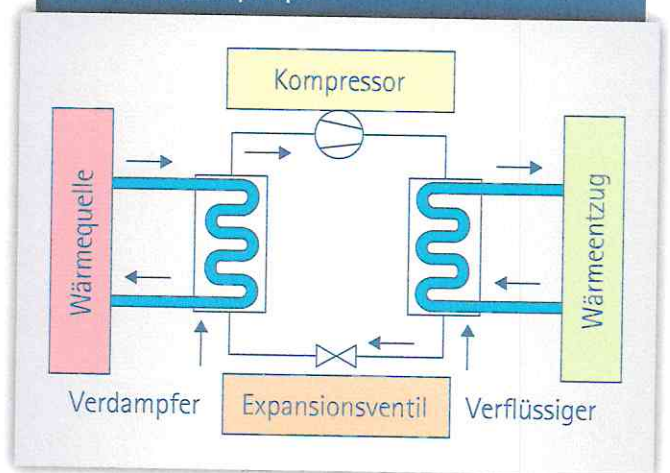 Kompressor
Wärmequelle
Wärmeentzug
Verdampfer
Expansionsventil
Verflüssiger